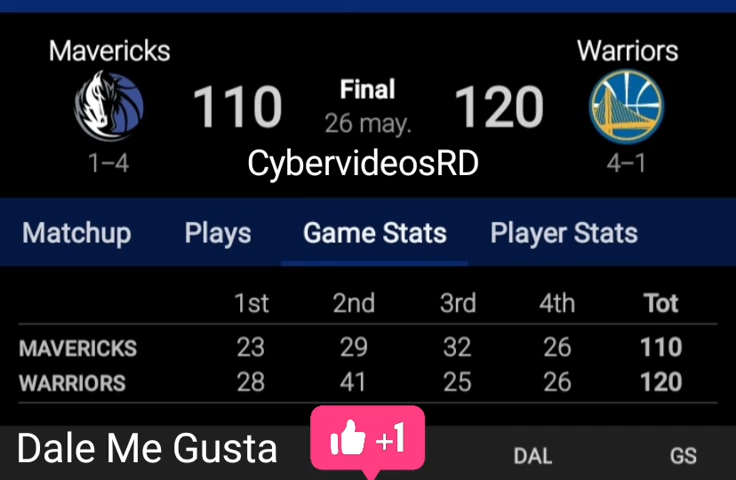 Mavericks Warriors
110 Final 120
26 may.
1–4 CybervideosRD 4–1
Matchup Plays Game Stats Player Stats
1st 2nd 3rd 4th Tot
MAVERICKS 23 29 32 26 110
WARRIORS 28 41 25 26 120
Dale Me Gusta +1 DAL GS